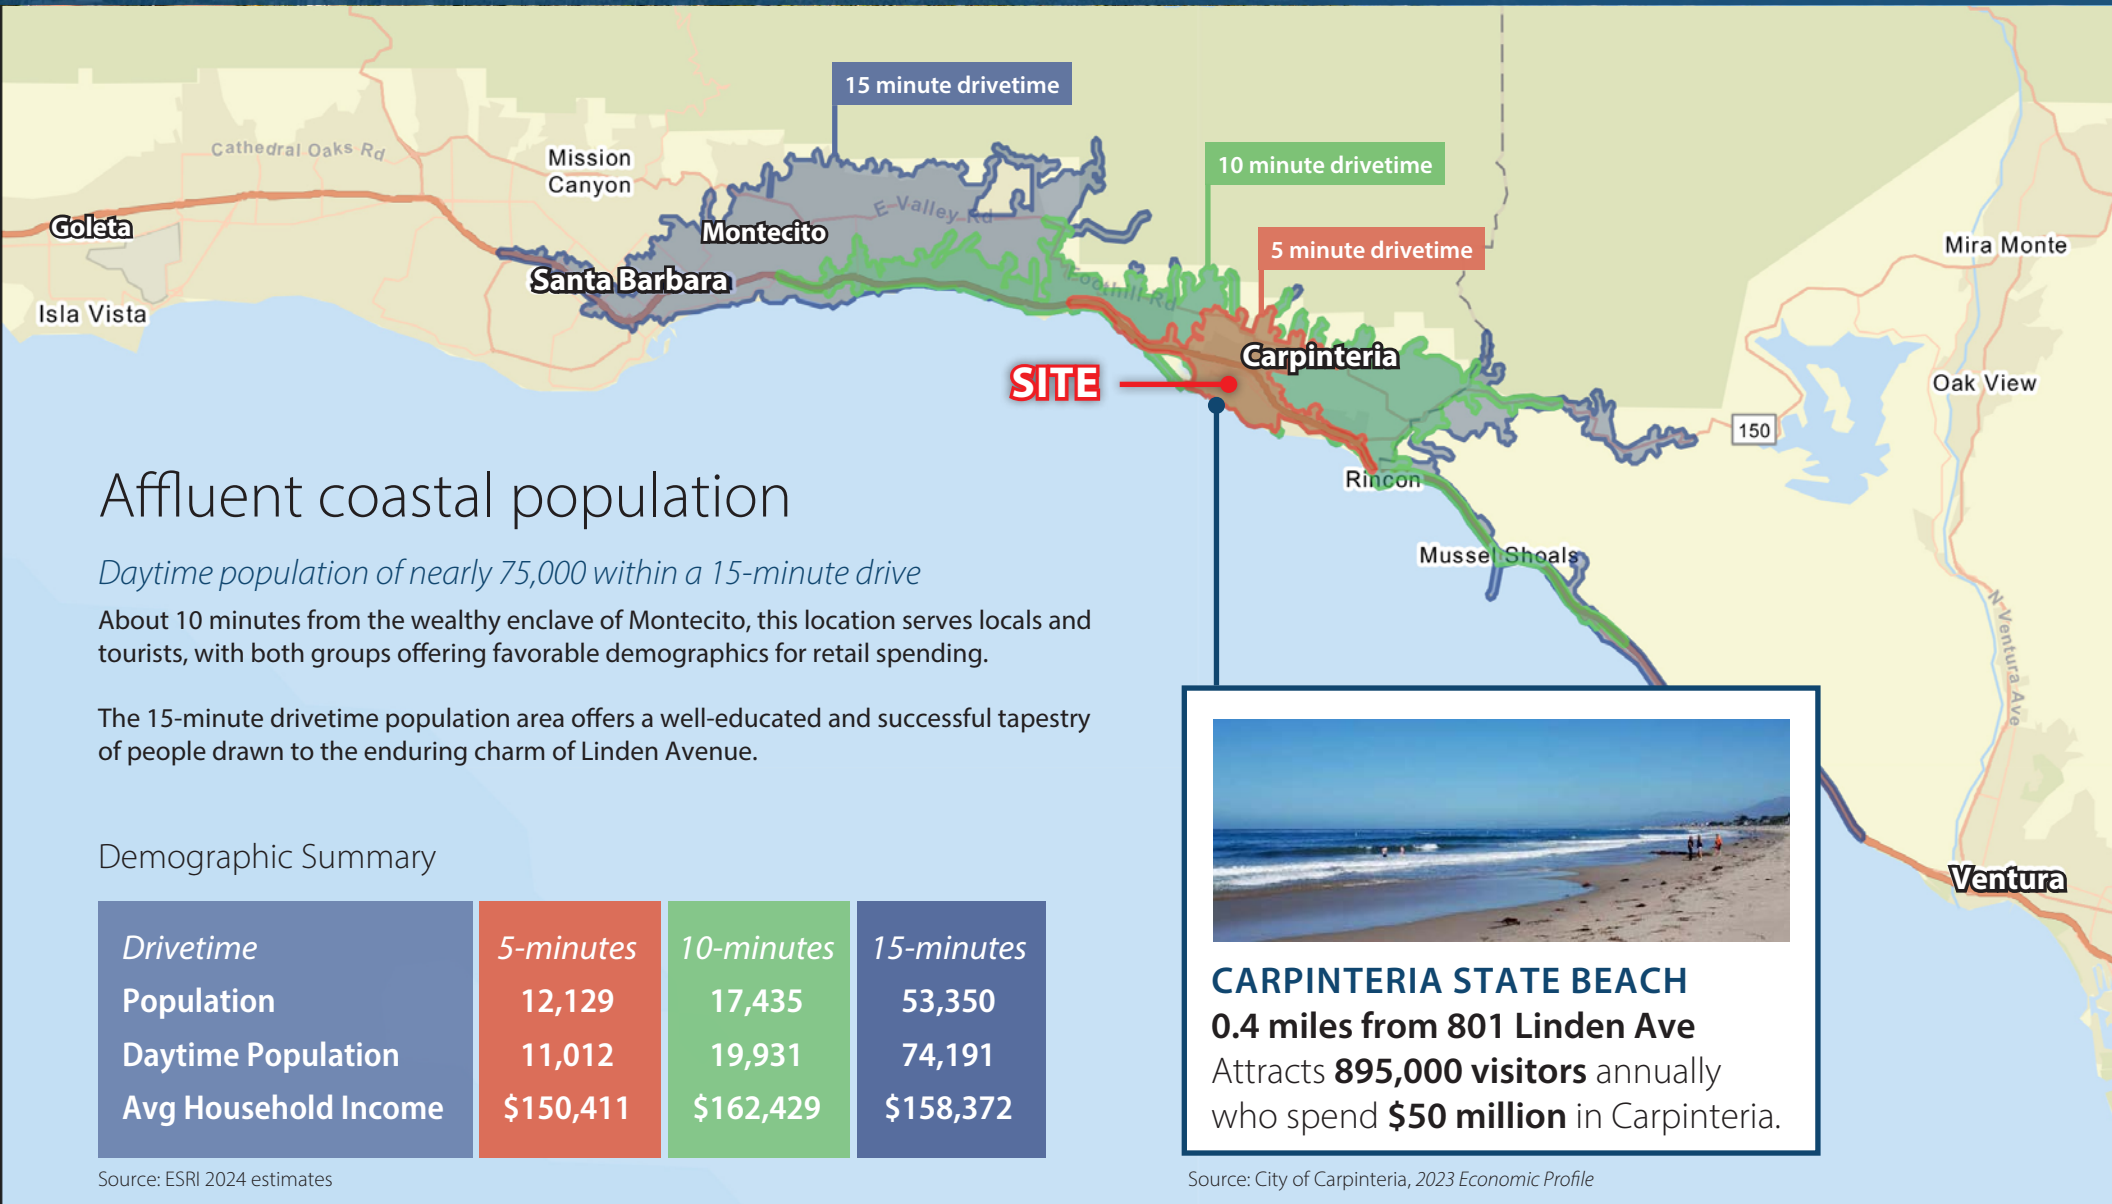 15 minute drivetime
10 minute drivetime
5 minute drivetime
Cathedral Oaks Rd
Mission
Canyon
Goleta
Isla Vista
Montecito
E Valley Rd
Santa Barbara
Foothill Rd
Carpinteria
SITE
Mira Monte
Oak View
150
Rincon
Mussel Shoals
N Ventura Ave
Ventura
Affluent coastal population
Daytime population of nearly 75,000 within a 15-minute drive
About 10 minutes from the wealthy enclave of Montecito, this location serves locals and
tourists, with both groups offering favorable demographics for retail spending.
The 15-minute drivetime population area offers a well-educated and successful tapestry
of people drawn to the enduring charm of Linden Avenue.
Demographic Summary
Drivetime 5-minutes 10-minutes 15-minutes
Population 12,129 17,435 53,350
Daytime Population 11,012 19,931 74,191
Avg Household Income $150,411 $162,429 $158,372
Source: ESRI 2024 estimates
CARPINTERIA STATE BEACH
0.4 miles from 801 Linden Ave
Attracts 895,000 visitors annually
who spend $50 million in Carpinteria.
Source: City of Carpinteria, 2023 Economic Profile